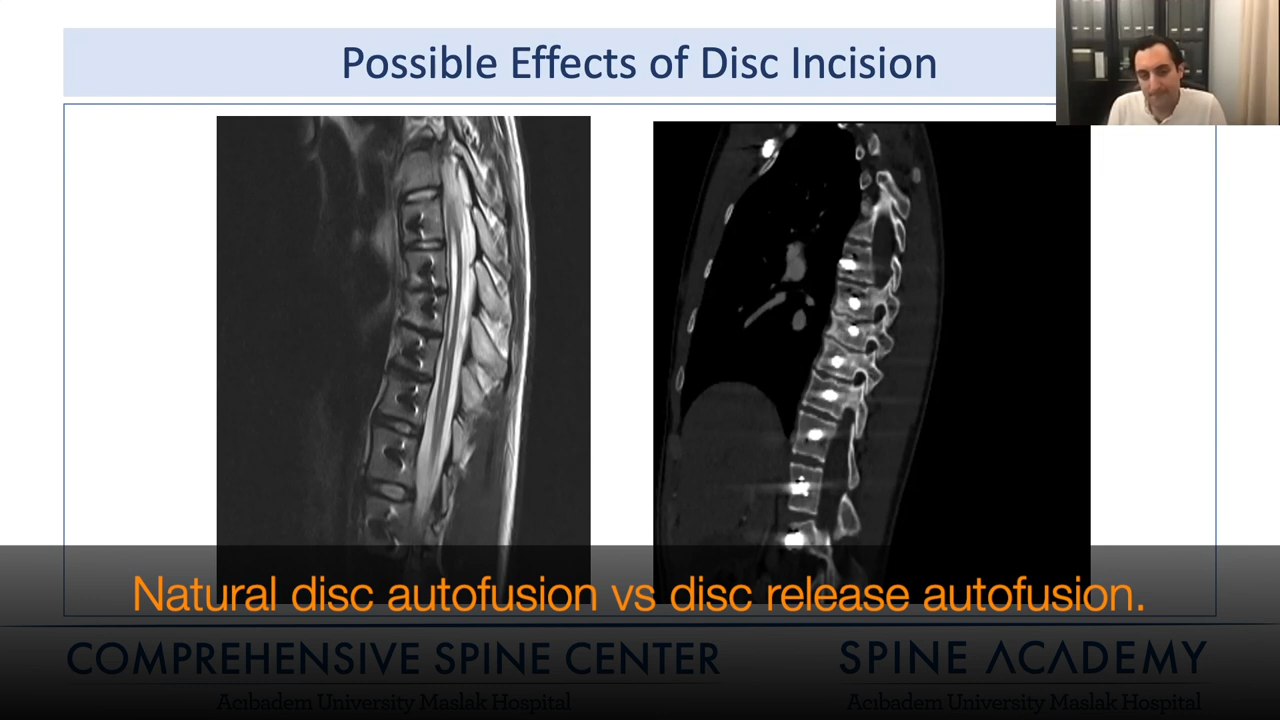 Possible Effects of Disc Incision
Natural disc autofusion vs disc release autofusion.
COMPREHENSIVE SPINE CENTER
SPINE ACADEMY
Acıbadem University Maslak Hospital
Acıbadem University Maslak Hospital